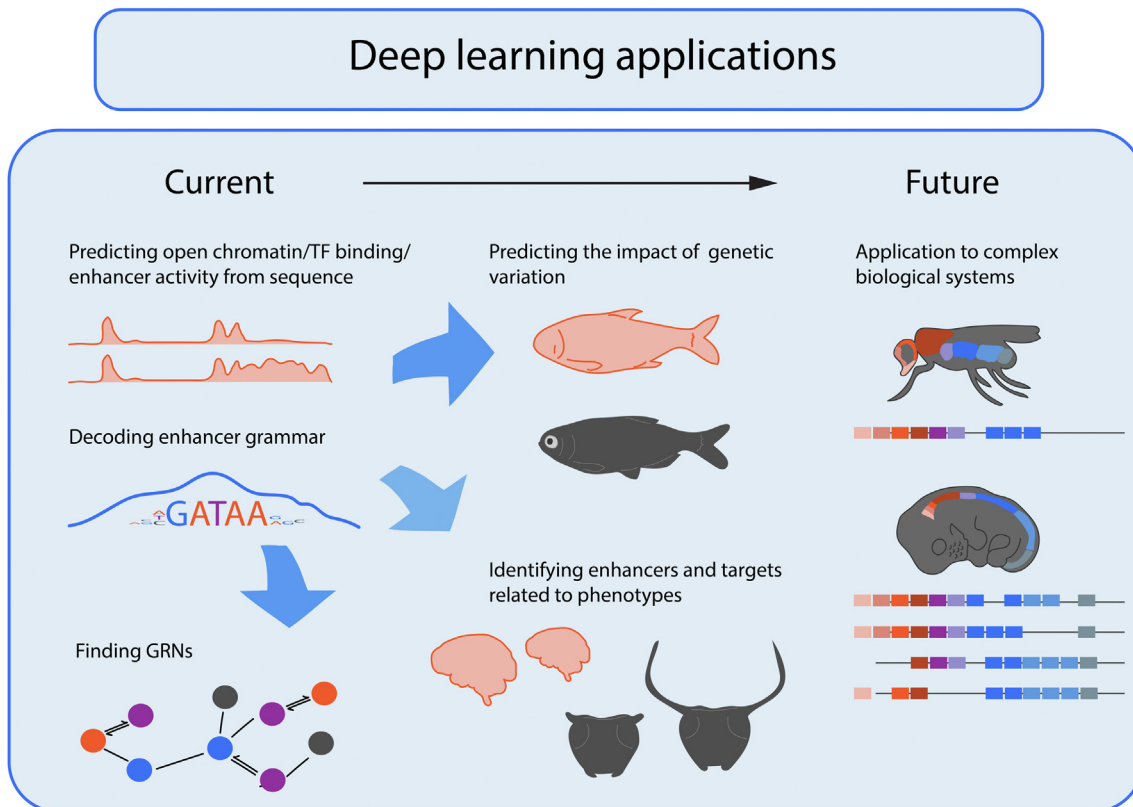 Deep learning applications
Current
Future
Predicting open chromatin/TF binding/
enhancer activity from sequence
Predicting the impact of genetic
variation
Application to complex
biological systems
Decoding enhancer grammar
GATAA
Identifying enhancers and targets
related to phenotypes
Finding GRNs